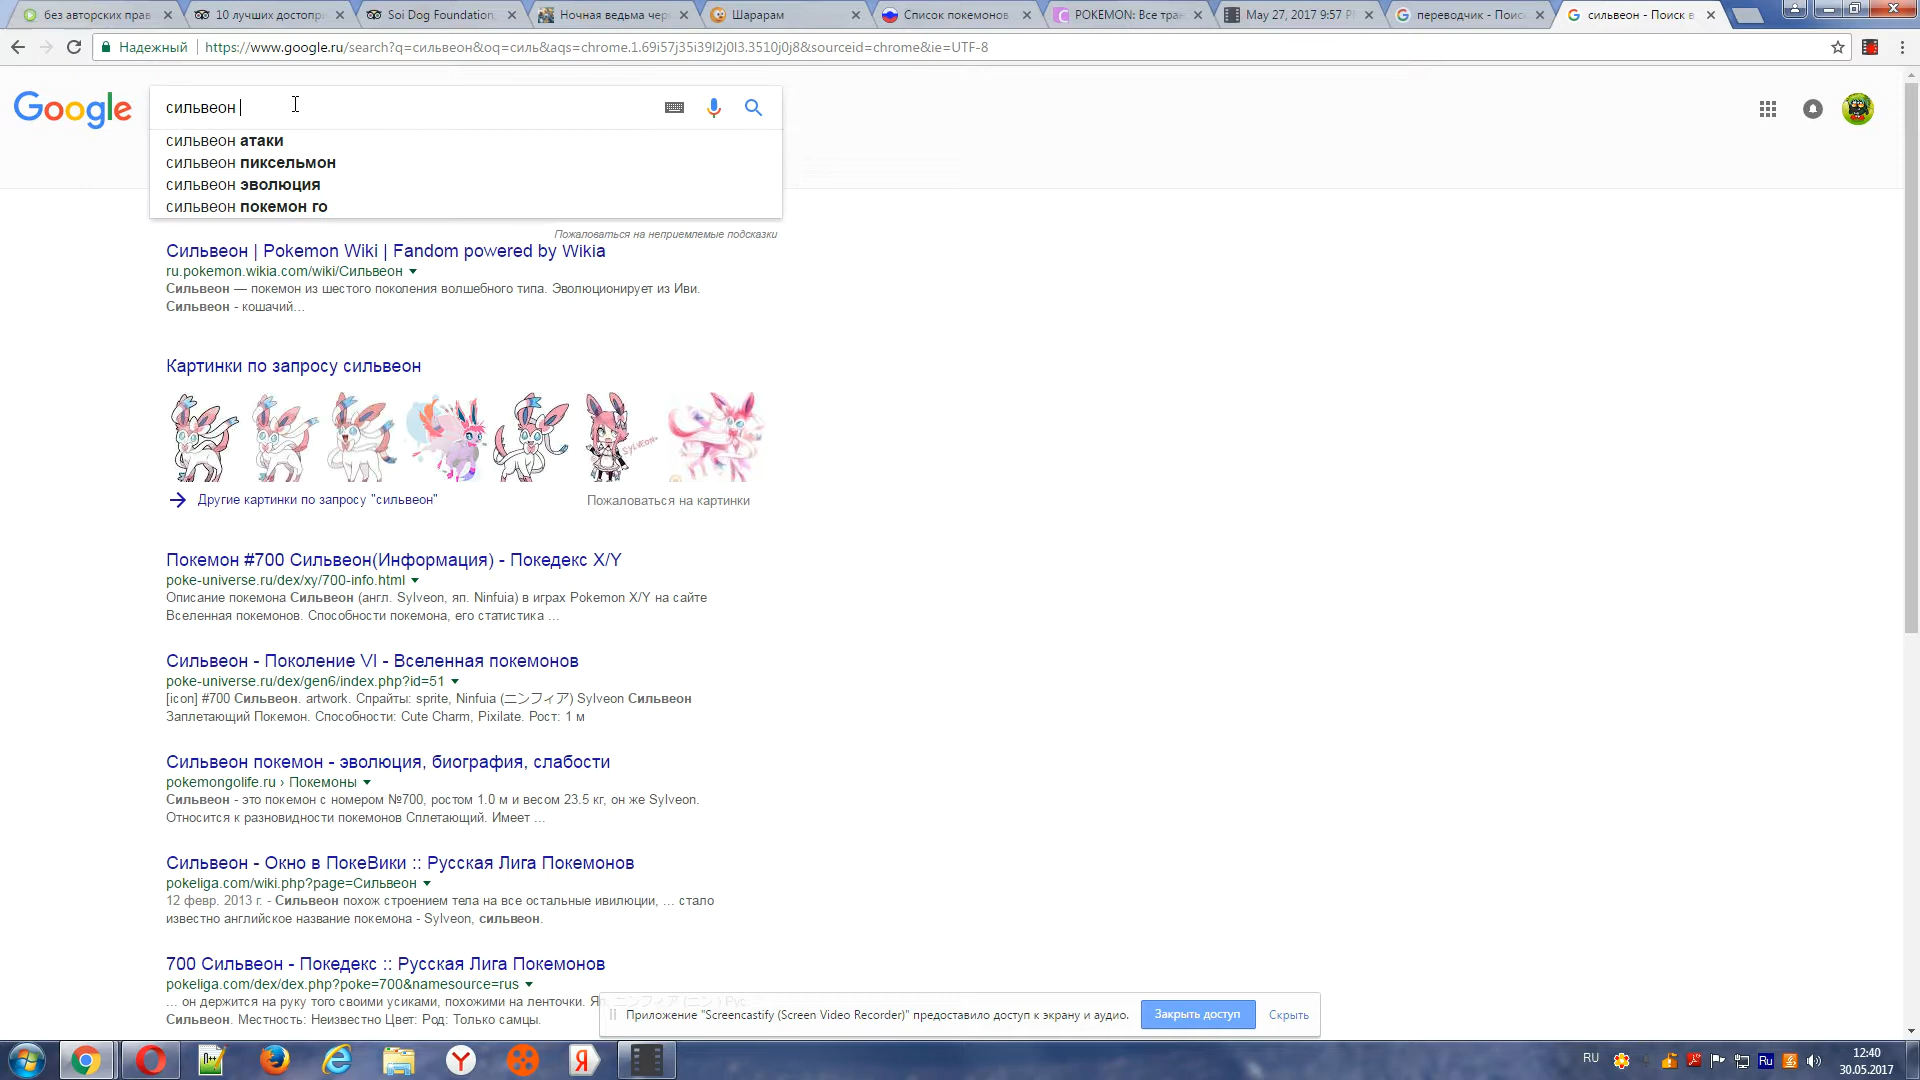 без авторских прав
10 лучших достопр
Soi Dog Foundation,
Ночная ведьма чер
Шарарам
Список покемонов
POKEMON: Все тран
May 27, 2017 9:57 P
переводчик - Поис
сильвеон - Поиск в
Надежный
https://www.google.ru/search?q=сильвеон&oq=силь&aqs=chrome.1.69i57j35i39l2j0l3.3510j0j8&sourceid=chrome&ie=UTF-8
Google
сильвеон
сильвеон атаки
сильвеон пиксельмон
сильвеон эволюция
сильвеон покемон го
Пожаловаться на неприемлемые подсказки
Сильвеон | Pokemon Wiki | Fandom powered by Wikia
ru.pokemon.wikia.com/wiki/Сильвеон
Сильвеон — покемон из шестого поколения волшебного типа. Эволюционирует из Иви.
Сильвеон - кошачий...
Картинки по запросу сильвеон
SYLVEON
Другие картинки по запросу "сильвеон"
Пожаловаться на картинки
Покемон #700 Сильвеон(Информация) - Покедекс X/Y
poke-universe.ru/dex/xy/700-info.html
Описание покемона Сильвеон (англ. Sylveon, яп. Ninfuia) в играх Pokemon X/Y на сайте
Вселенная покемонов. Способности покемона, его статистика ...
Сильвеон - Поколение VI - Вселенная покемонов
poke-universe.ru/dex/gen6/index.php?id=51
[icon] #700 Сильвеон. artwork. Спрайты: sprite, Ninfuia (ニンフィア) Sylveon Сильвеон
Заплетающий Покемон. Способности: Cute Charm, Pixilate. Рост: 1 м
Сильвеон покемон - эволюция, биография, слабости
pokemongolife.ru › Покемоны
Сильвеон - это покемон с номером №700, ростом 1.0 м и весом 23.5 кг, он же Sylveon.
Относится к разновидности покемонов Сплетающий. Имеет ...
Сильвеон - Окно в ПокеВики :: Русская Лига Покемонов
pokeliga.com/wiki.php?page=Сильвеон
12 февр. 2013 г. - Сильвеон похож строением тела на все остальные ивилюции, ... стало
известно английское название покемона - Sylveon, сильвеон.
700 Сильвеон - Покедекс :: Русская Лига Покемонов
pokeliga.com/dex/dex.php?poke=700&namesource=rus
... он держится на руку того своими усиками, похожими на ленточки. Яп. ニンフィア (ニン ) Рус.
Сильвеон. Местность: Неизвестно Цвет: Род: Только самцы.
Приложение "Screencastify (Screen Video Recorder)" предоставило доступ к экрану и аудио.
Закрыть доступ
Скрыть
RU
Ru
12:40
30.05.2017